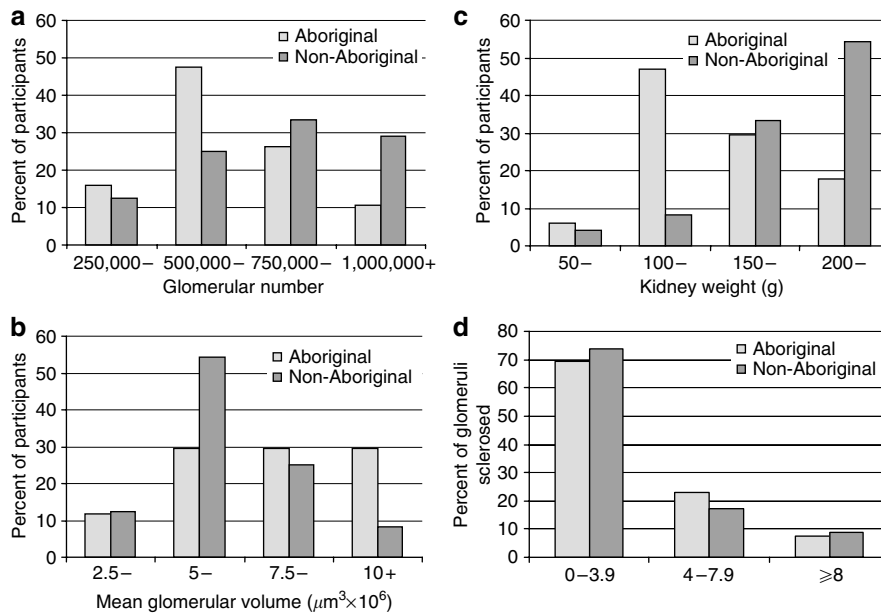 a
60
50
40
30
20
10
0
Percent of participants
Aboriginal
Non-Aboriginal
250,000– 500,000– 750,000– 1,000,000+
Glomerular number
b
60
50
40
30
20
10
0
Percent of participants
Aboriginal
Non-Aboriginal
2.5– 5– 7.5– 10+
Mean glomerular volume (μm³×10⁶)
c
60
50
40
30
20
10
0
Percent of participants
Aboriginal
Non-Aboriginal
50– 100– 150– 200–
Kidney weight (g)
d
80
70
60
50
40
30
20
10
0
Percent of glomeruli
sclerosed
Aboriginal
Non-Aboriginal
0–3.9 4–7.9 ⩾8